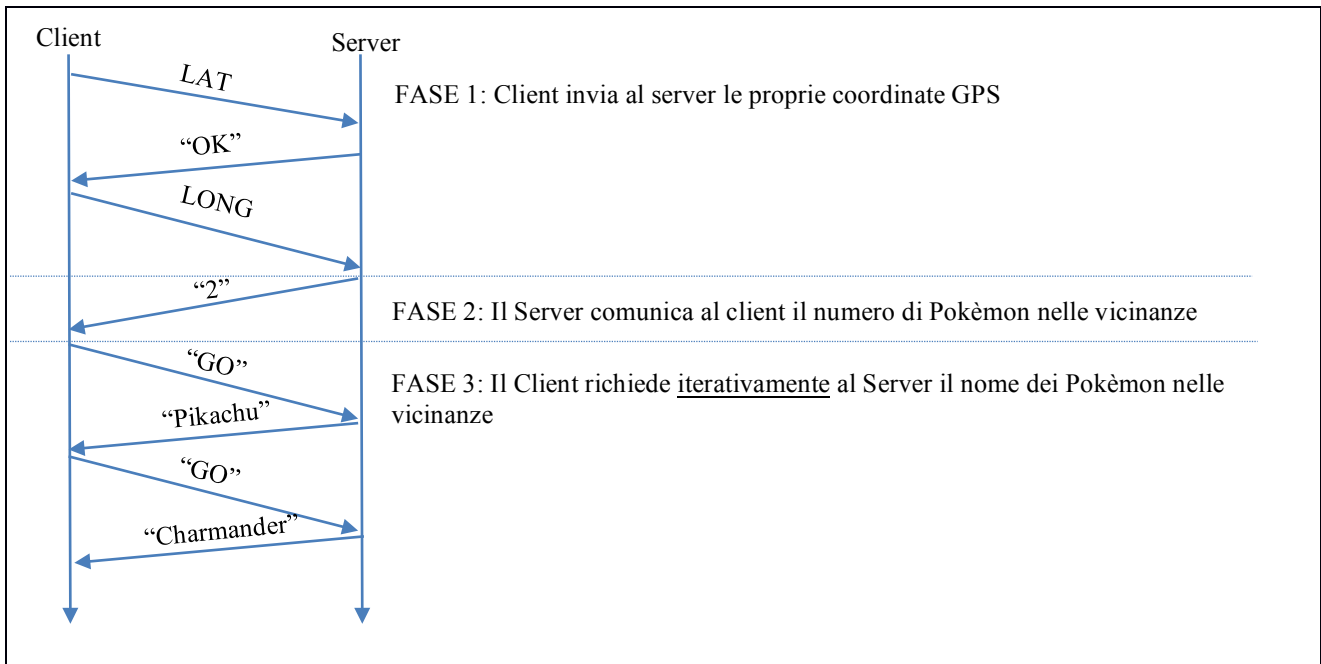 Client
Server
LAT
FASE 1: Client invia al server le proprie coordinate GPS
“OK”
LONG
“2”
FASE 2: Il Server comunica al client il numero di Pokèmon nelle vicinanze
“GO”
FASE 3: Il Client richiede iterativamente al Server il nome dei Pokèmon nelle
vicinanze
“Pikachu”
“GO”
“Charmander”